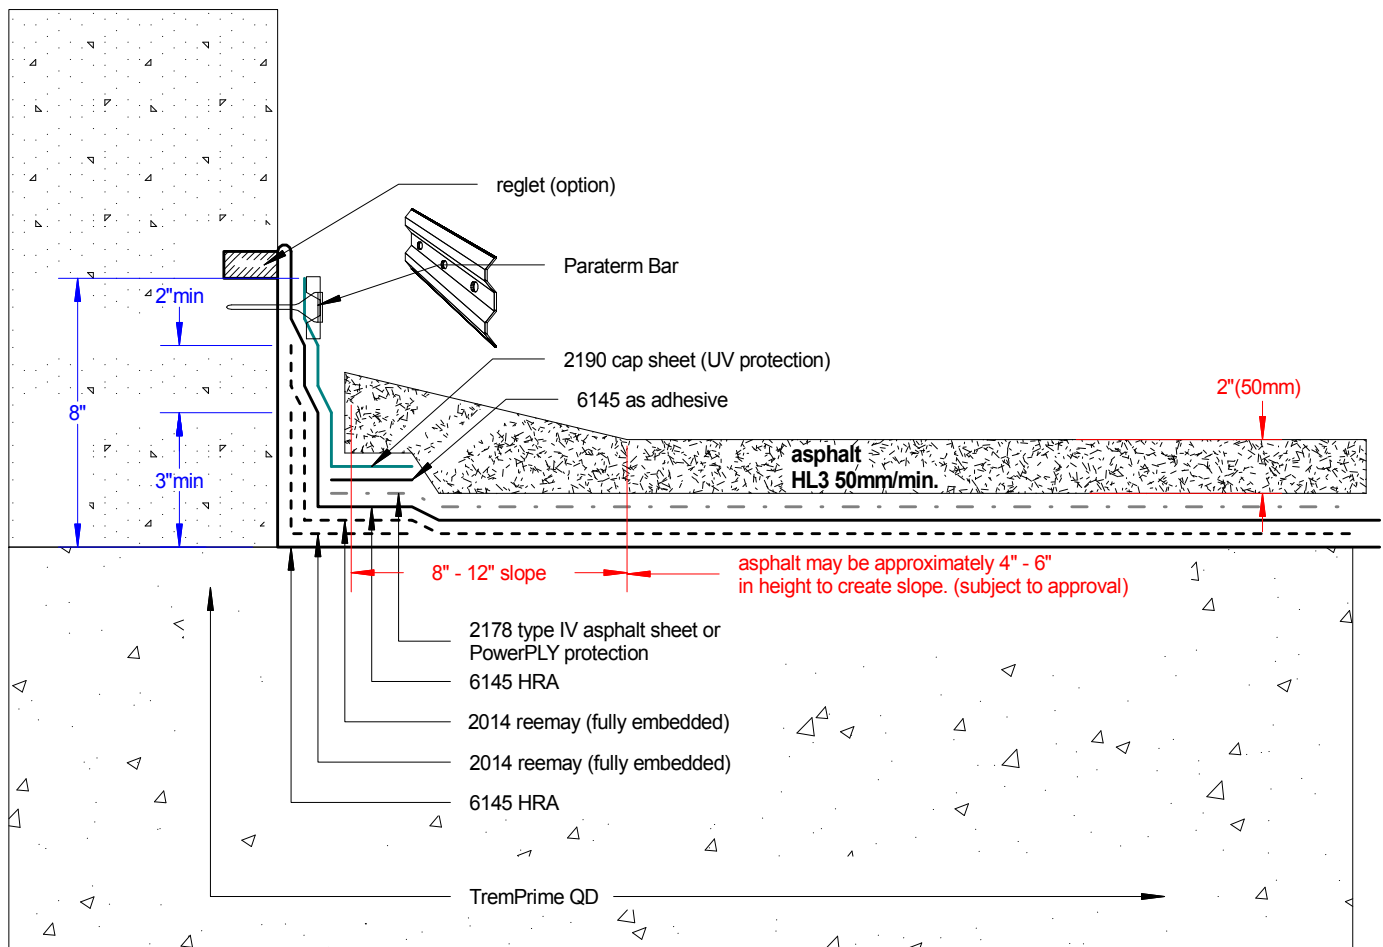 reglet (option)
Paraterm Bar
2"min
2190 cap sheet (UV protection)
6145 as adhesive
2"(50mm)
8"
asphalt
HL3 50mm/min.
3"min
8" - 12" slope
asphalt may be approximately 4" - 6"
in height to create slope. (subject to approval)
2178 type IV asphalt sheet or
PowerPLY protection
6145 HRA
2014 reemay (fully embedded)
2014 reemay (fully embedded)
6145 HRA
TremPrime QD